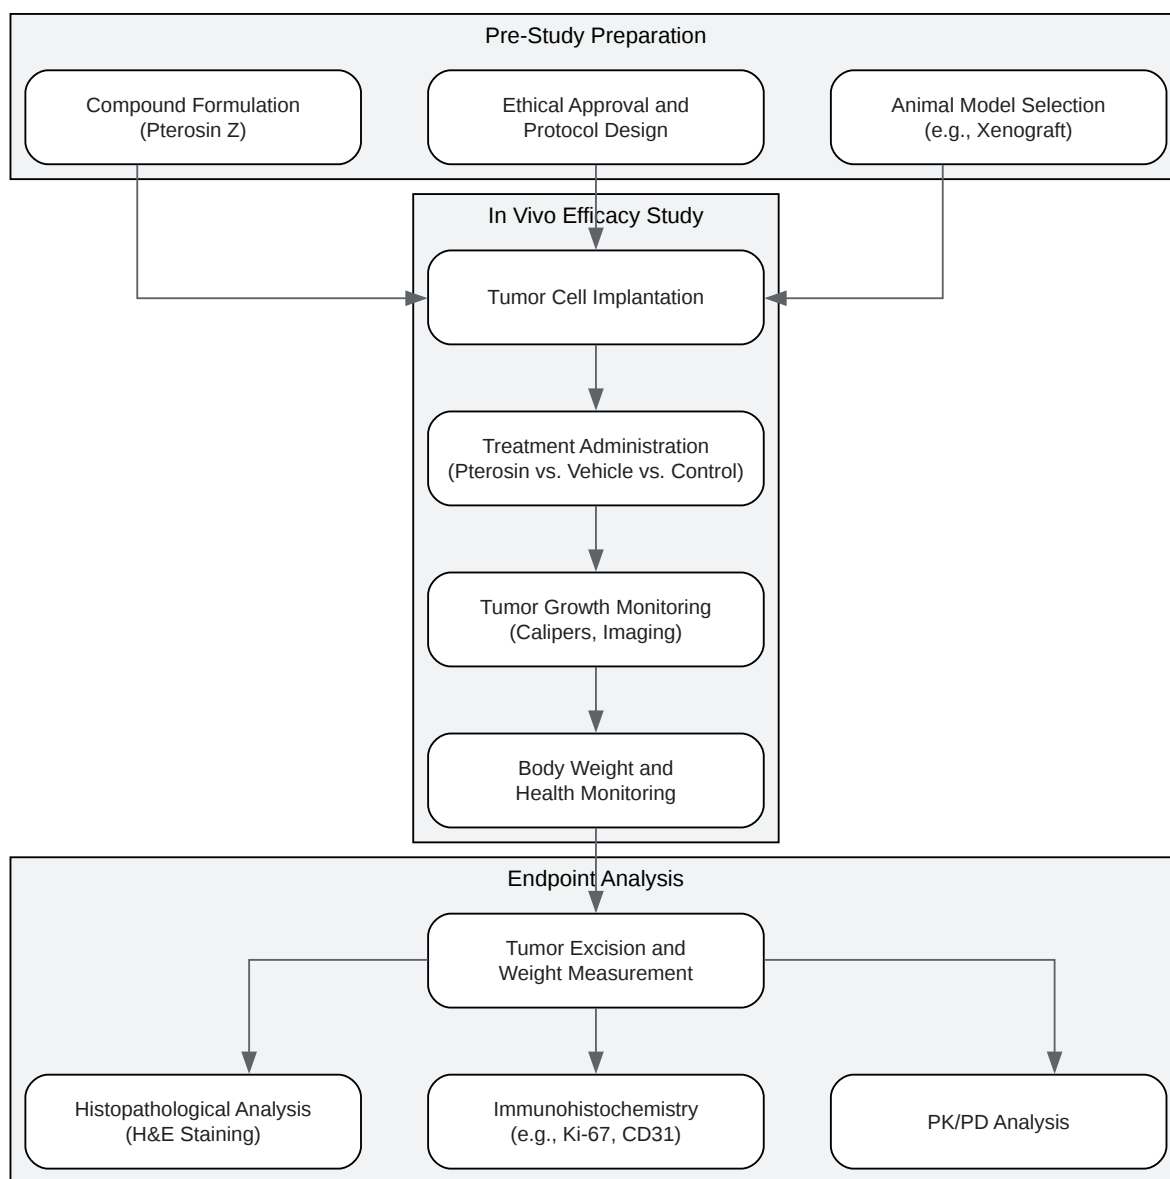 Pre-Study Preparation
Compound Formulation
(Pterosin Z)
Ethical Approval and
Protocol Design
Animal Model Selection
(e.g., Xenograft)
In Vivo Efficacy Study
Tumor Cell Implantation
Treatment Administration
(Pterosin vs. Vehicle vs. Control)
Tumor Growth Monitoring
(Calipers, Imaging)
Body Weight and
Health Monitoring
Endpoint Analysis
Tumor Excision and
Weight Measurement
Histopathological Analysis
(H&E Staining)
Immunohistochemistry
(e.g., Ki-67, CD31)
PK/PD Analysis